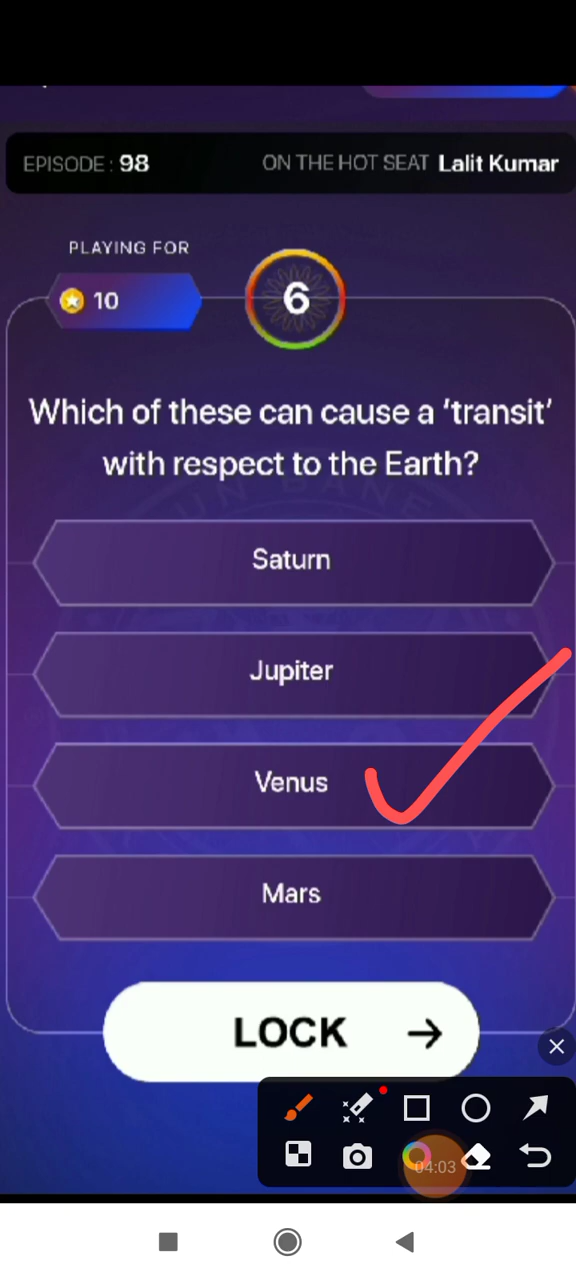 EPISODE : 98
ON THE HOT SEAT Lalit Kumar
PLAYING FOR
10
6
Which of these can cause a ‘transit’
with respect to the Earth?
Saturn
Jupiter
Venus
Mars
LOCK
04:03